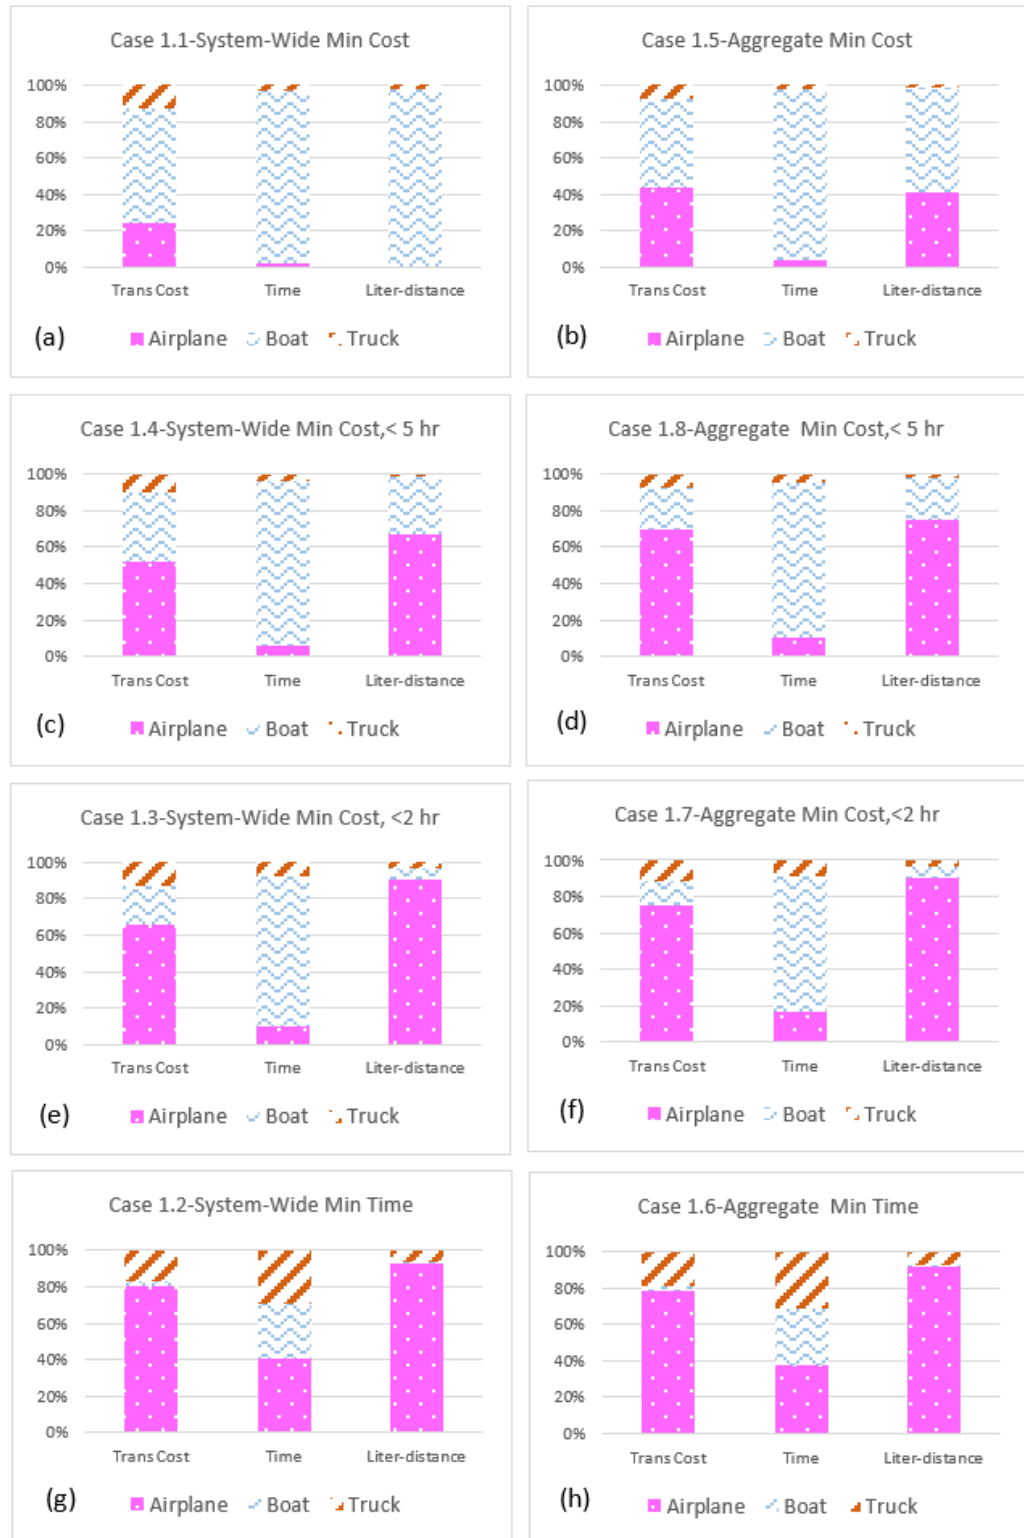 Case 1.1-System-Wide Min Cost
100%
80%
60%
40%
20%
0%
Trans Cost Time Liter-distance
(a) Airplane Boat Truck
Case 1.5-Aggregate Min Cost
100%
80%
60%
40%
20%
0%
Trans Cost Time Liter-distance
(b) Airplane Boat Truck
Case 1.4-System-Wide Min Cost,< 5 hr
100%
80%
60%
40%
20%
0%
Trans Cost Time Liter-distance
(c) Airplane Boat Truck
Case 1.8-Aggregate Min Cost,< 5 hr
100%
80%
60%
40%
20%
0%
Trans Cost Time Liter-distance
(d) Airplane Boat Truck
Case 1.3-System-Wide Min Cost, <2 hr
100%
80%
60%
40%
20%
0%
Trans Cost Time Liter-distance
(e) Airplane Boat Truck
Case 1.7-Aggregate Min Cost,<2 hr
100%
80%
60%
40%
20%
0%
Trans Cost Time Liter-distance
(f) Airplane Boat Truck
Case 1.2-System-Wide Min Time
100%
80%
60%
40%
20%
0%
Trans Cost Time Liter-distance
(g) Airplane Boat Truck
Case 1.6-Aggregate Min Time
100%
80%
60%
40%
20%
0%
Trans Cost Time Liter-distance
(h) Airplane Boat Truck